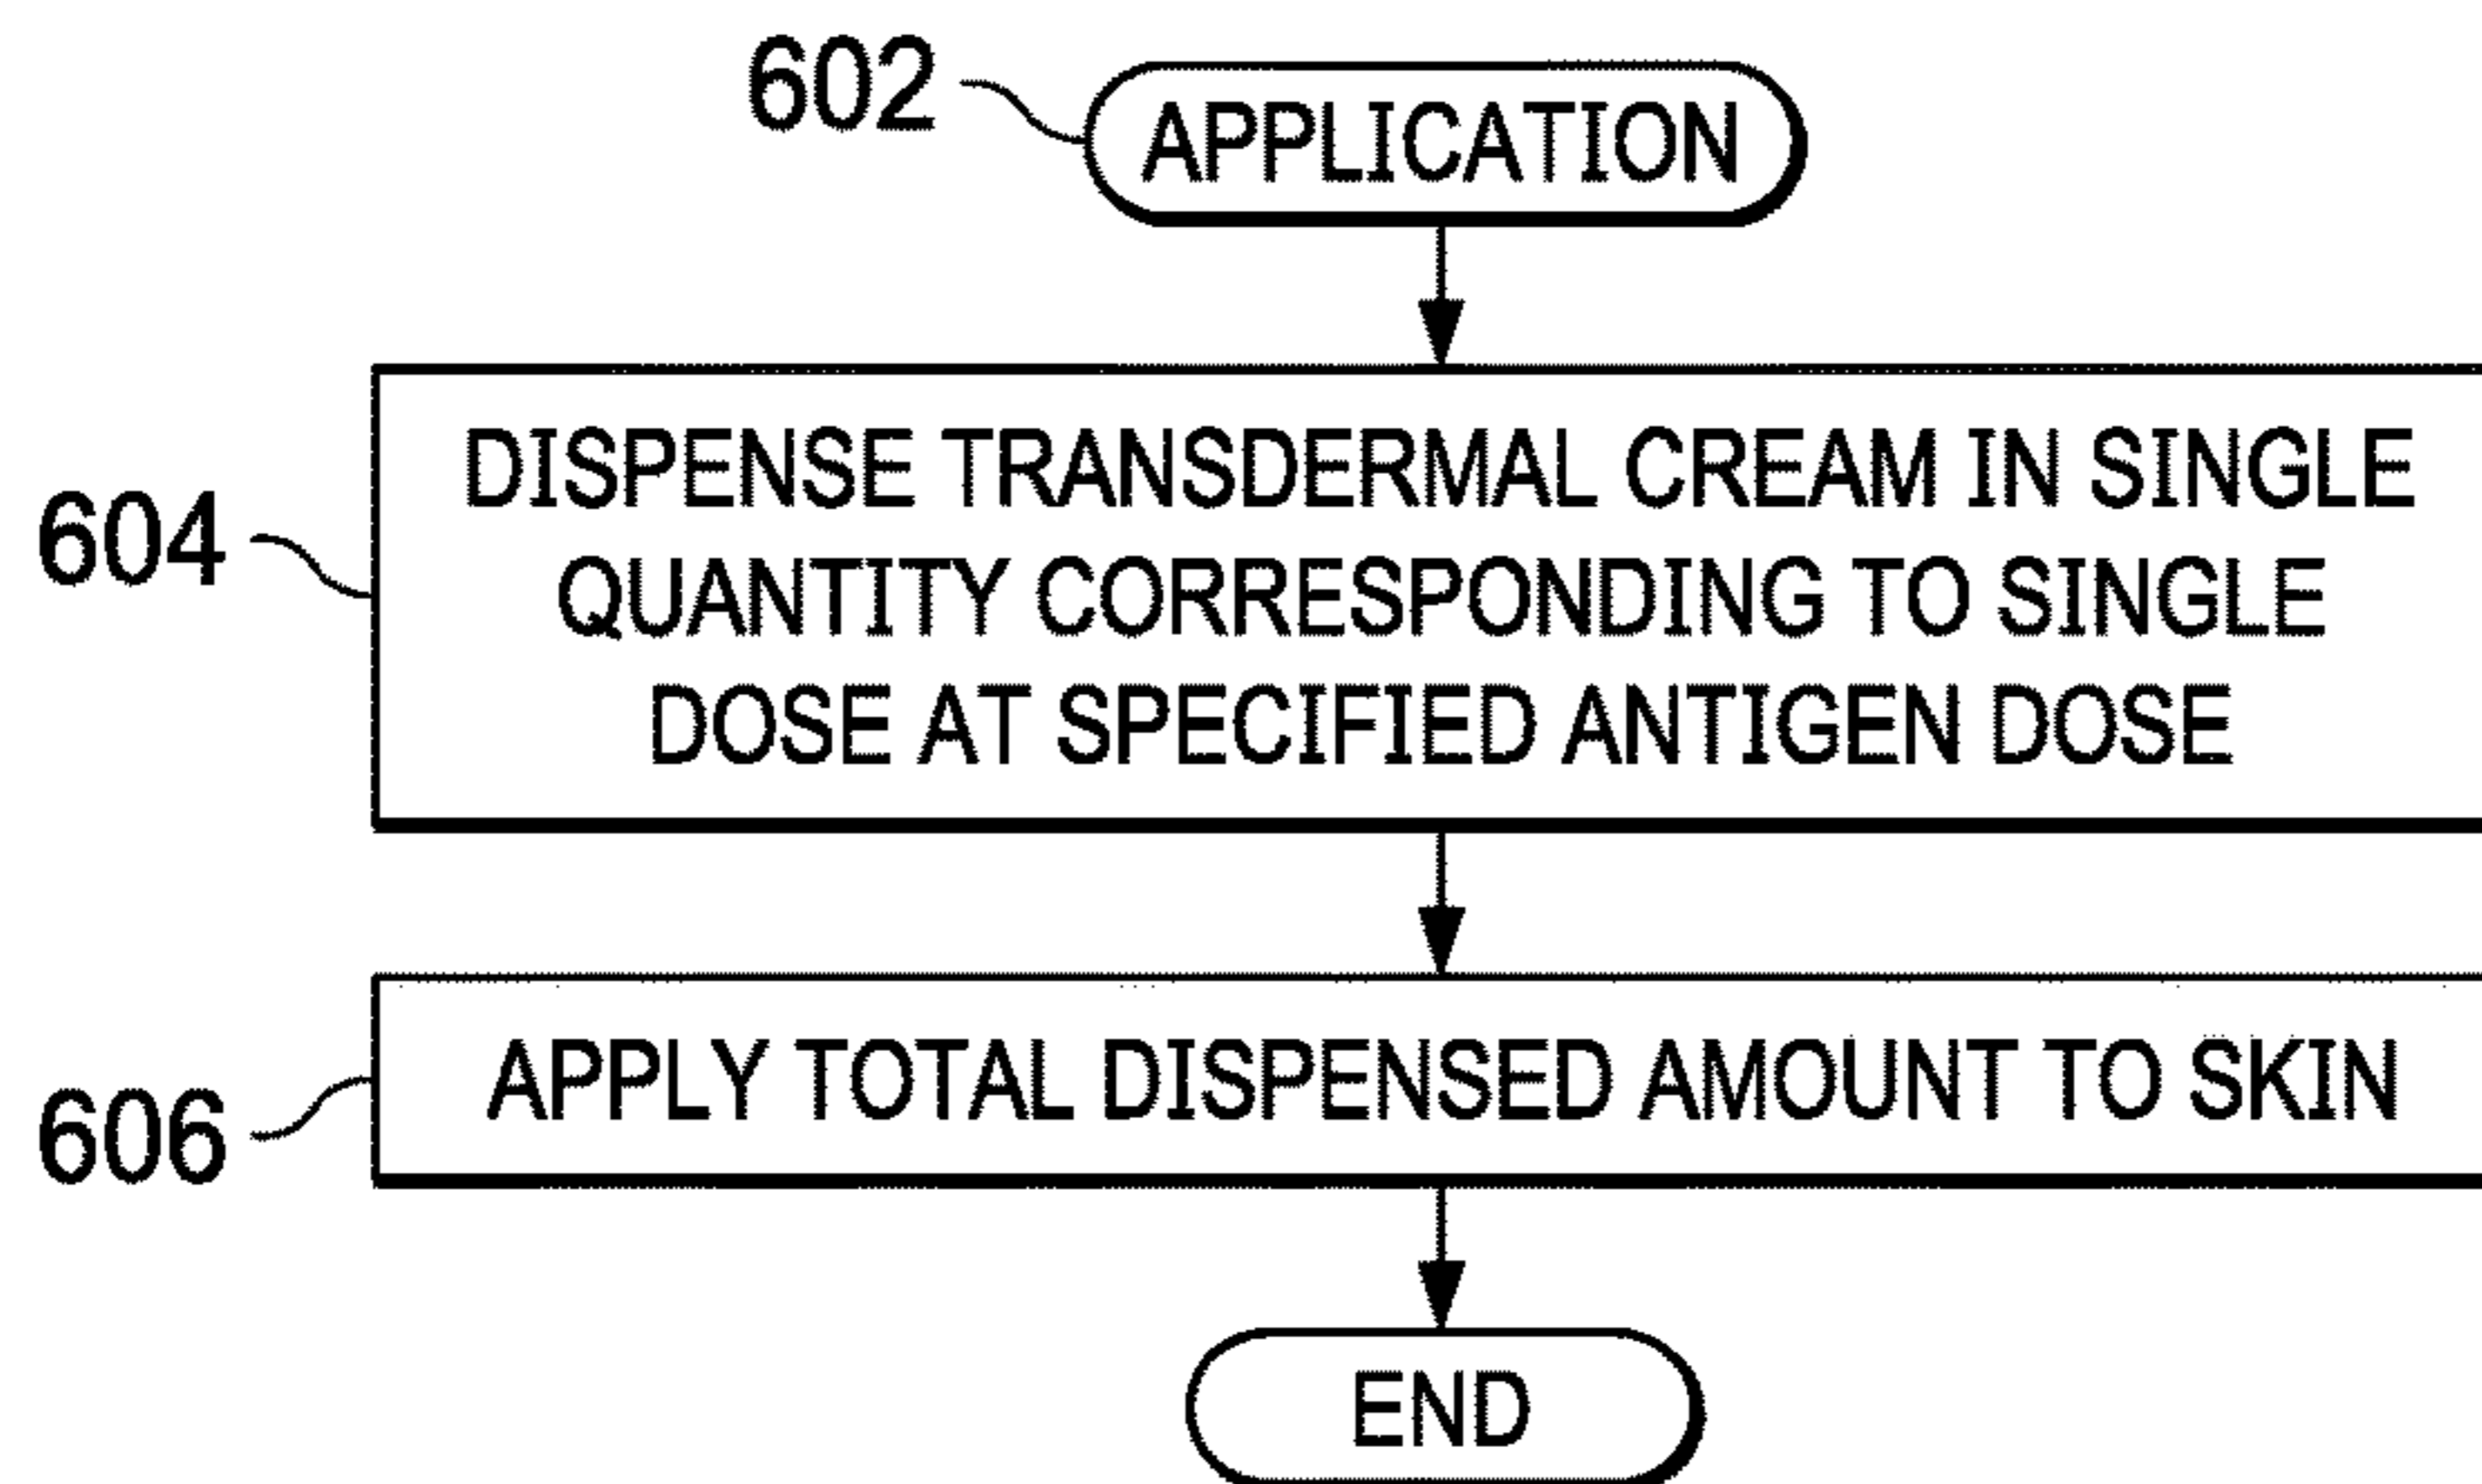 602
APPLICATION
604
DISPENSE TRANSDERMAL CREAM IN SINGLE
QUANTITY CORRESPONDING TO SINGLE
DOSE AT SPECIFIED ANTIGEN DOSE
606
APPLY TOTAL DISPENSED AMOUNT TO SKIN
END